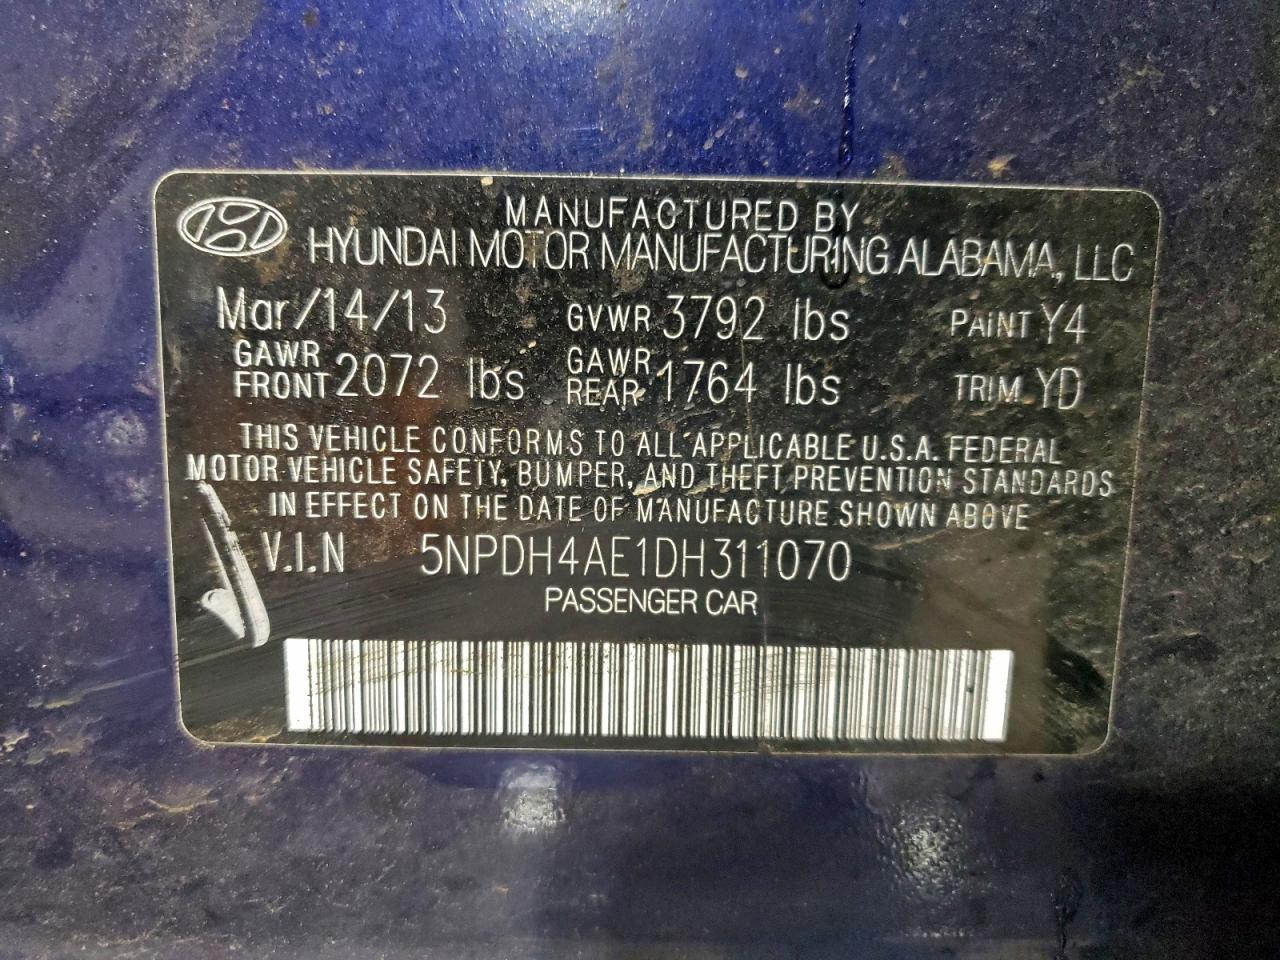 MANUFACTURED BY
HYUNDAI MOTOR MANUFACTURING ALABAMA, LLC
Mar/14/13 GVWR 3792 lbs PAINT Y4
GAWR FRONT 2072 lbs GAWR REAR 1764 lbs TRIM YD
THIS VEHICLE CONFORMS TO ALL APPLICABLE U.S.A. FEDERAL
MOTOR VEHICLE SAFETY, BUMPER, AND THEFT PREVENTION STANDARDS
IN EFFECT ON THE DATE OF MANUFACTURE SHOWN ABOVE
V.I.N 5NPDH4AE1DH311070
PASSENGER CAR